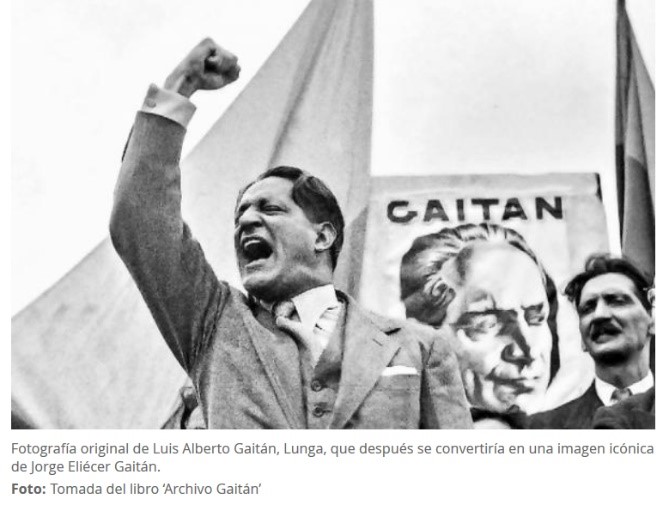 GAITAN
Fotografía original de Luis Alberto Gaitán, Lunga, que después se convertiría en una imagen icónica
de Jorge Eliécer Gaitán.
Foto: Tomada del libro ‘Archivo Gaitán’